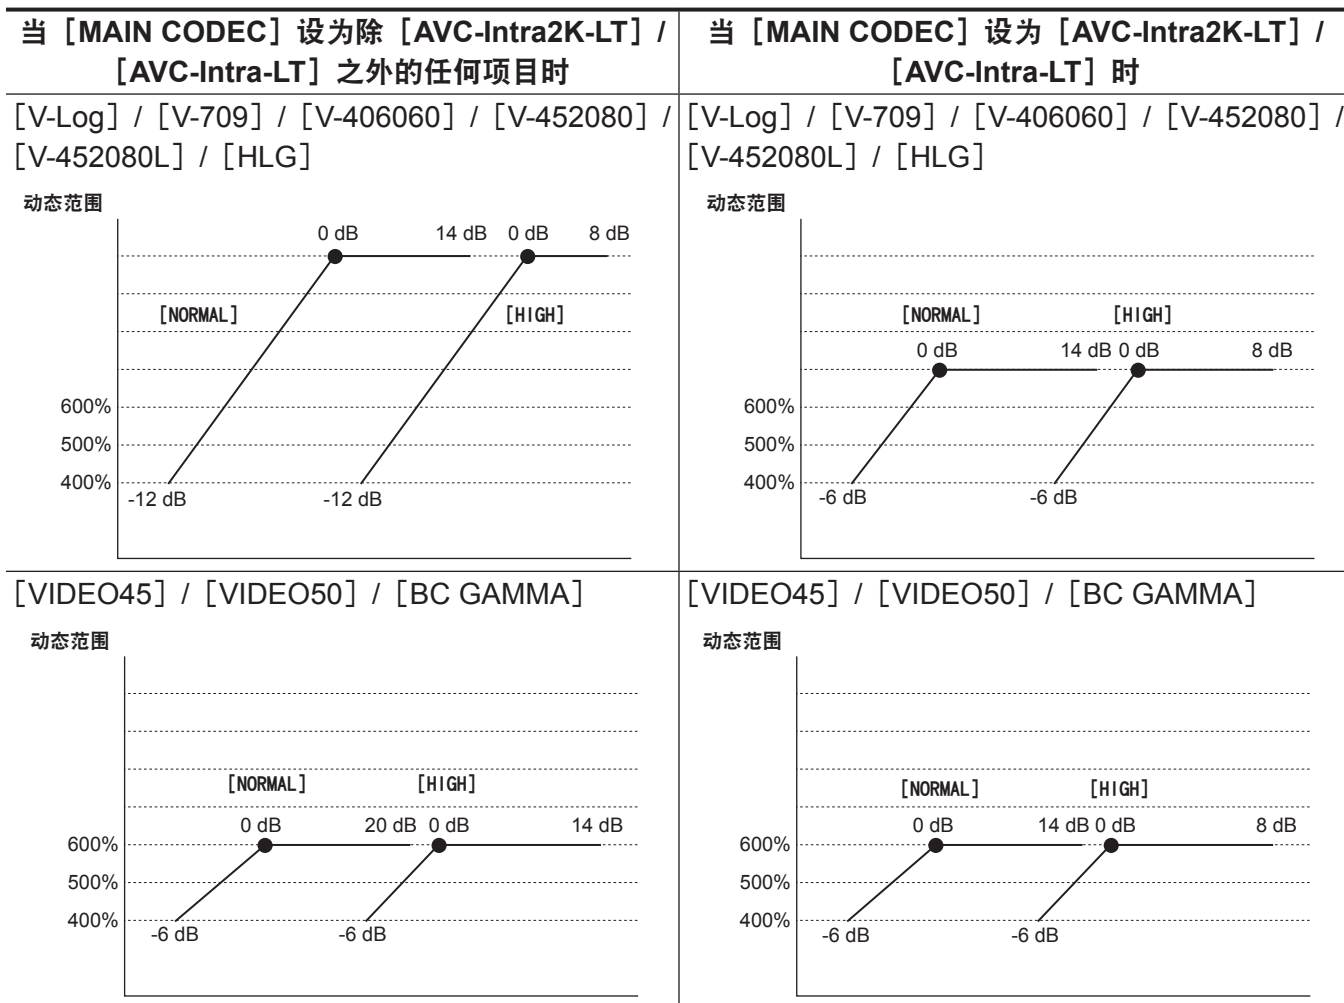 当［MAIN CODEC］设为除［AVC-Intra2K-LT］/
［AVC-Intra-LT］之外的任何项目时
当［MAIN CODEC］设为［AVC-Intra2K-LT］/
［AVC-Intra-LT］时
［V-Log］/［V-709］/［V-406060］/［V-452080］/
［V-452080L］/［HLG］
动态范围
0 dB 14 dB 0 dB 8 dB
［NORMAL］ ［HIGH］
600%
500%
400%
-12 dB -12 dB
［V-Log］/［V-709］/［V-406060］/［V-452080］/
［V-452080L］/［HLG］
动态范围
［NORMAL］ ［HIGH］
0 dB 14 dB 0 dB 8 dB
600%
500%
400%
-6 dB -6 dB
［VIDEO45］/［VIDEO50］/［BC GAMMA］
动态范围
［NORMAL］ ［HIGH］
0 dB 20 dB 0 dB 14 dB
600%
500%
400%
-6 dB -6 dB
［VIDEO45］/［VIDEO50］/［BC GAMMA］
动态范围
［NORMAL］ ［HIGH］
0 dB 14 dB 0 dB 8 dB
600%
500%
400%
-6 dB -6 dB